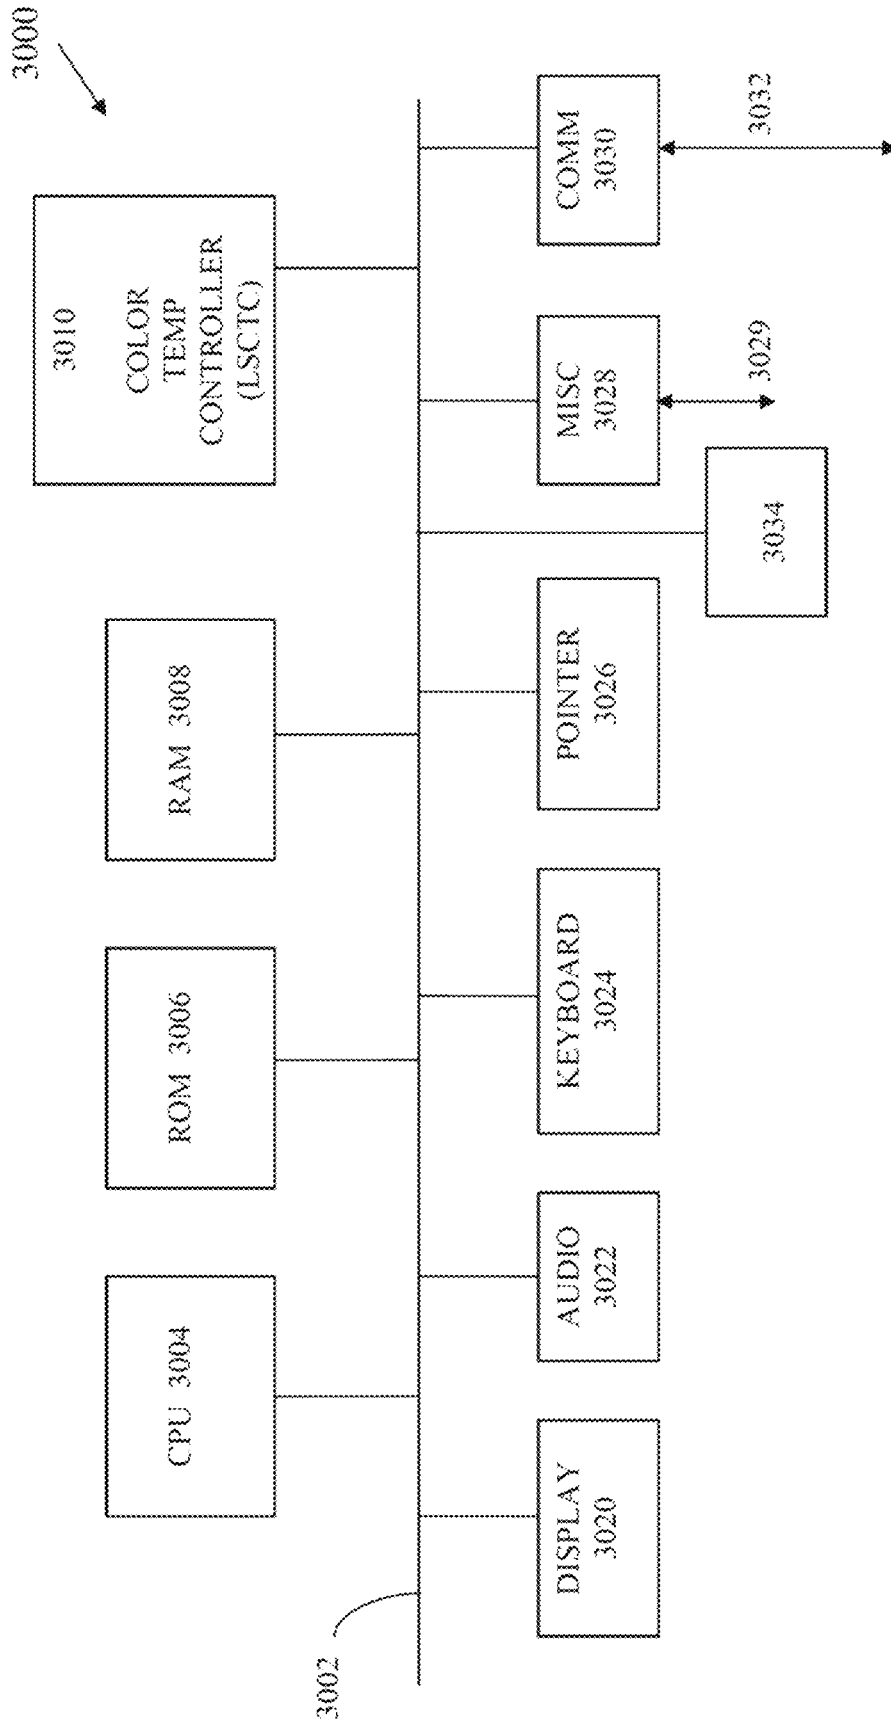 3000
CPU 3004
ROM 3006
RAM 3008
3010
COLOR
TEMP
CONTROLLER
(LSCTC)
3002
DISPLAY
3020
AUDIO
3022
KEYBOARD
3024
POINTER
3026
3034
MISC
3028
3029
COMM
3030
3032